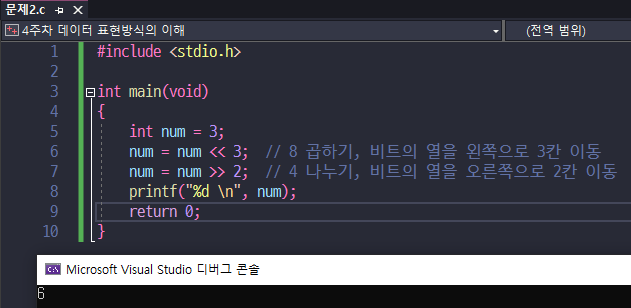 문제2.c
4주차 데이터 표현방식의 이해 (전역 범위)
1 #include <stdio.h>
2
3 int main(void)
4 {
5 int num = 3;
6 num = num << 3; // 8 곱하기, 비트의 열을 왼쪽으로 3칸 이동
7 num = num >> 2; // 4 나누기, 비트의 열을 오른쪽으로 2칸 이동
8 printf("%d \n", num);
9 return 0;
10 }
C:\ Microsoft Visual Studio 디버그 콘솔
6